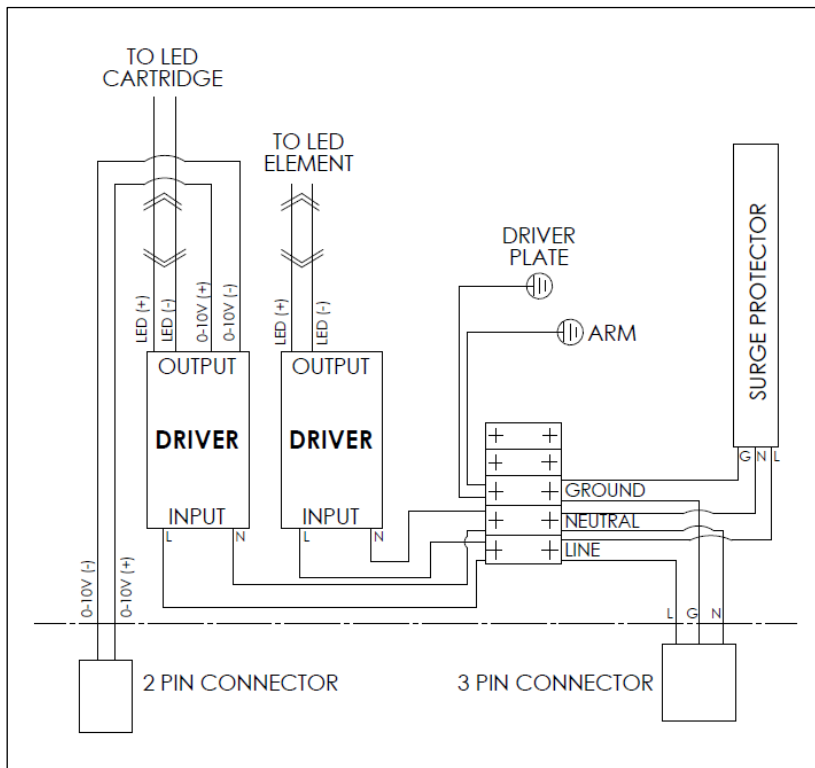 TO LED
CARTRIDGE
TO LED
ELEMENT
DRIVER
PLATE
ARM
SURGE PROTECTOR
LED (+)
LED (-)
0-10V (+)
0-10V (-)
LED (+)
LED (-)
OUTPUT
DRIVER
INPUT
L N
OUTPUT
DRIVER
INPUT
L N
G N L
GROUND
NEUTRAL
LINE
0-10V (-)
0-10V (+)
L G N
2 PIN CONNECTOR
3 PIN CONNECTOR